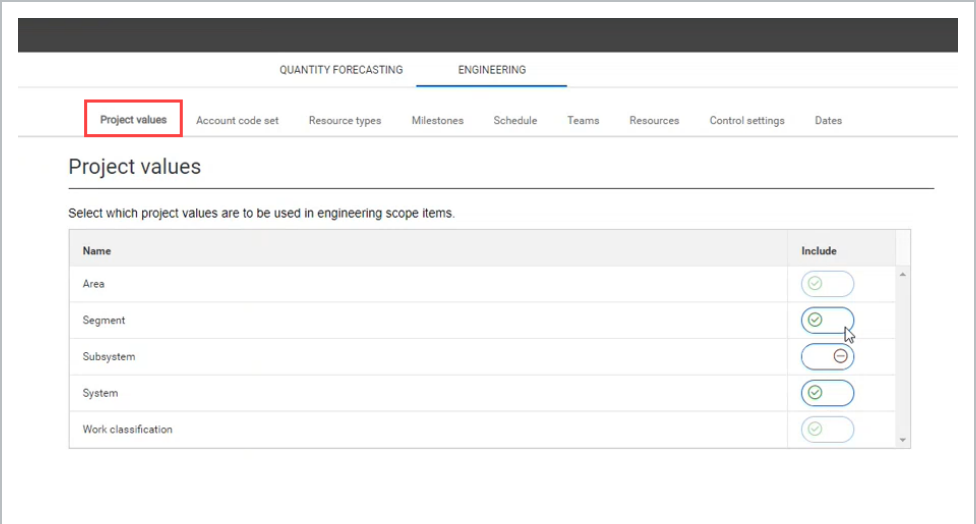 QUANTITY FORECASTING ENGINEERING
Project values Account code set Resource types Milestones Schedule Teams Resources Control settings Dates
Project values
Select which project values are to be used in engineering scope items.
Name Include
Area
Segment
Subsystem
System
Work classification